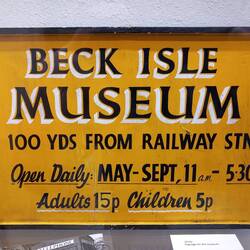 BECK ISLE
MUSEUM
100 YDS FROM RAILWAY STN
Open Daily: MAY-SEPT, 11 a.m. - 5:30
Adults 15p Children 5p